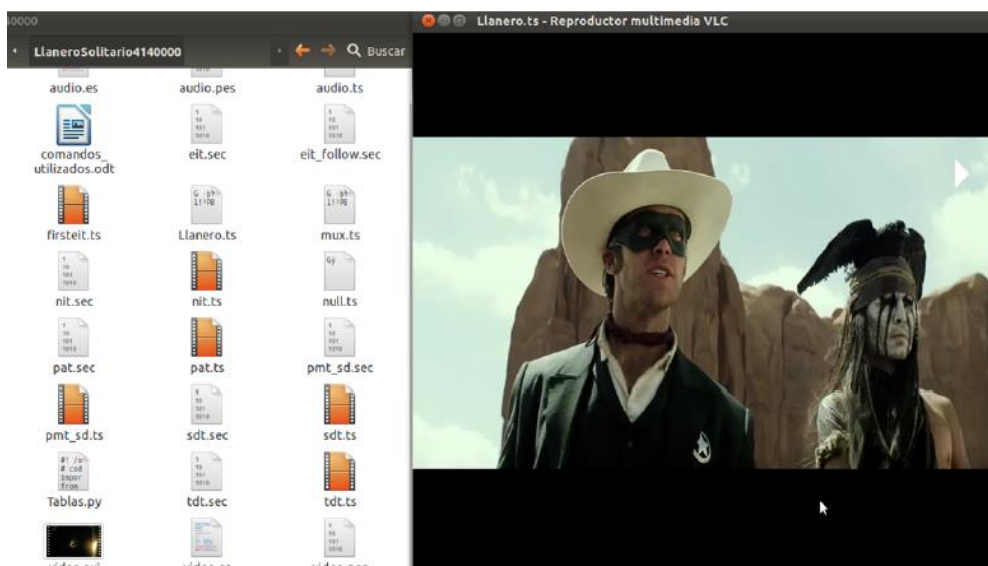 40000
Llanero.ts - Reproductor multimedia VLC
LlaneroSolitario4140000
Buscar
audio.es audio.pes audio.ts
comandos_ eit.sec eit_follow.sec
utilizados.odt
firsteit.ts Llanero.ts mux.ts
nit.sec nit.ts null.ts
pat.sec pat.ts pmt_sd.sec
pmt_sd.ts sdt.sec sdt.ts
Tablas.py tdt.sec tdt.ts